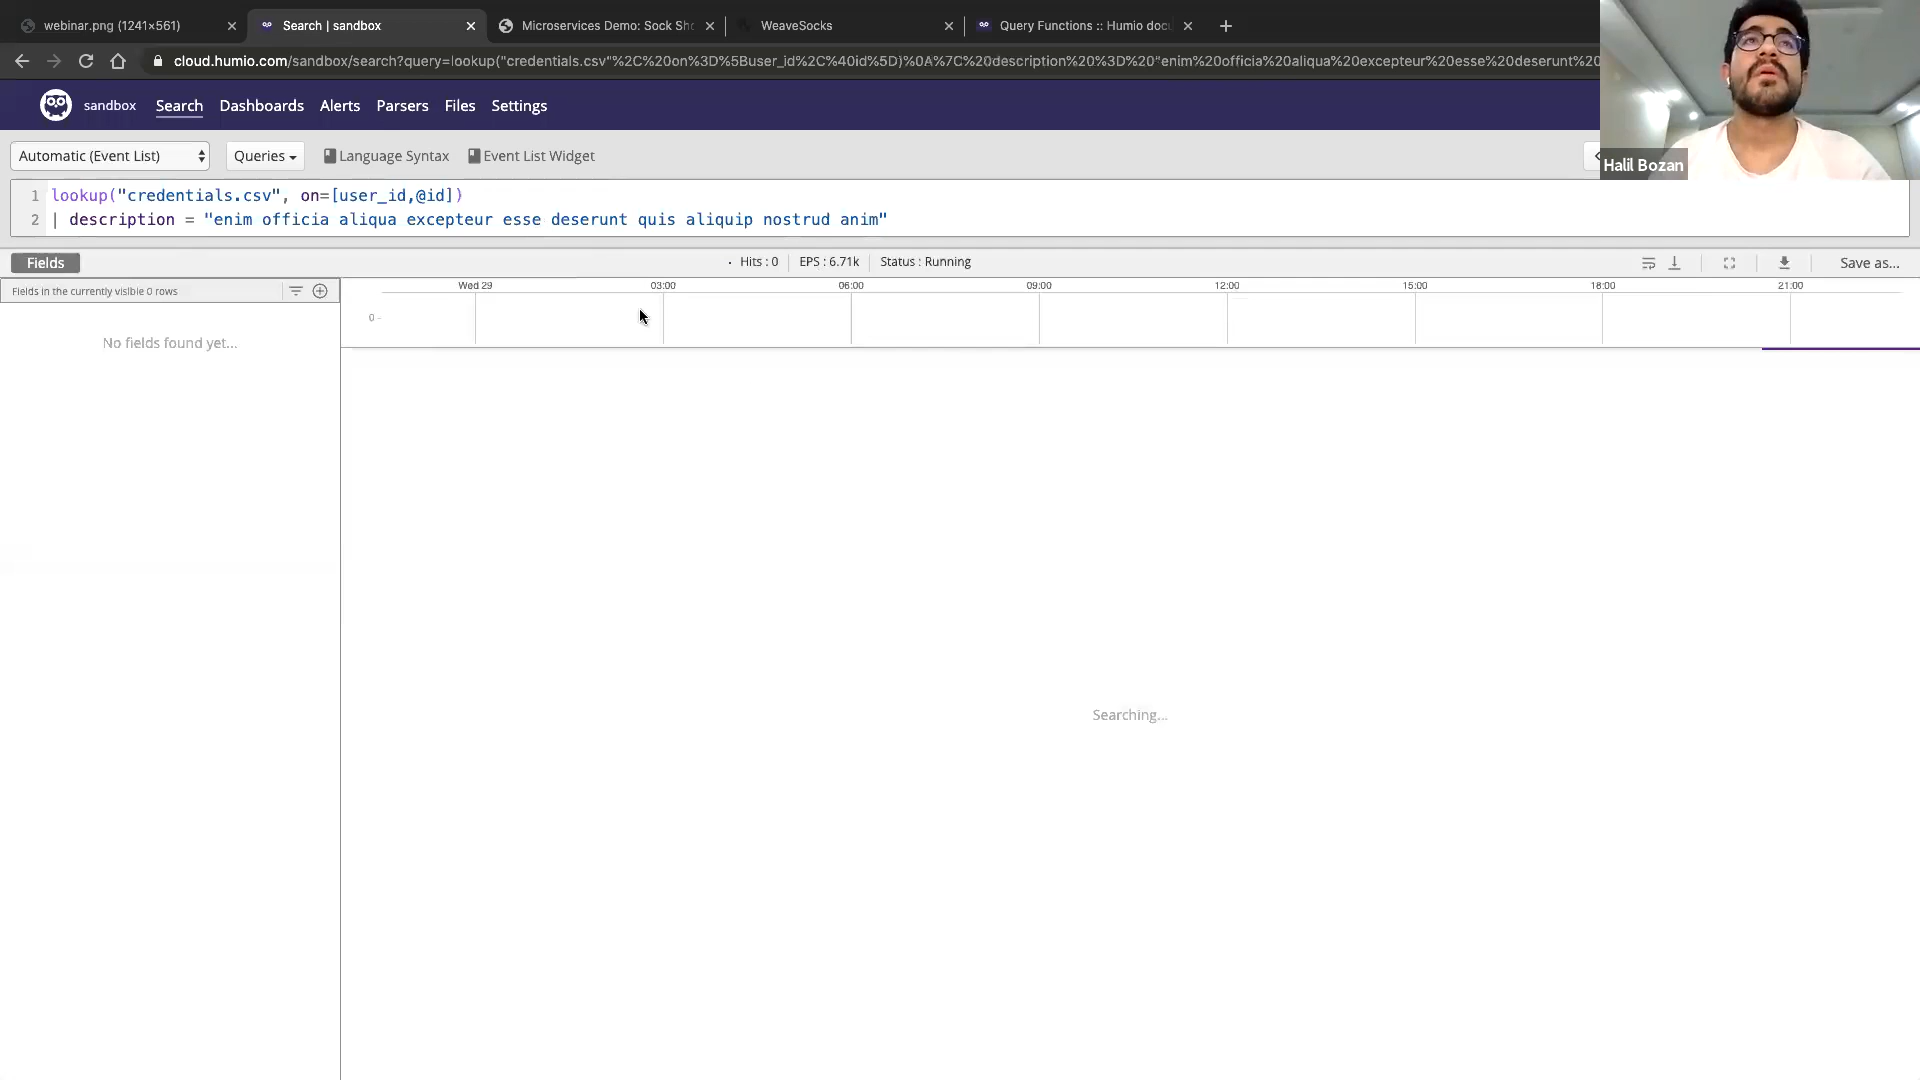 webinar.png (1241×561)
Search | sandbox
Microservices Demo: Sock Sho
WeaveSocks
Query Functions :: Humio docu
cloud.humio.com/sandbox/search?query=lookup("credentials.csv"%2C%20on%3D%5Buser_id%2C%40id%5D)%0A%7C%20description%20%3D%20"enim%20officia%20aliqua%20excepteur%20esse%20deserunt%20
sandbox
Search
Dashboards
Alerts
Parsers
Files
Settings
Halil Bozan
Automatic (Event List)
Queries
Language Syntax
Event List Widget
1 lookup("credentials.csv", on=[user_id,@id])
2 | description = "enim officia aliqua excepteur esse deserunt quis aliquip nostrud anim"
Fields
Hits : 0
EPS : 6.71k
Status : Running
Save as...
Fields in the currently visible 0 rows
No fields found yet...
Wed 29
03:00
06:00
09:00
12:00
15:00
18:00
21:00
0
Searching...